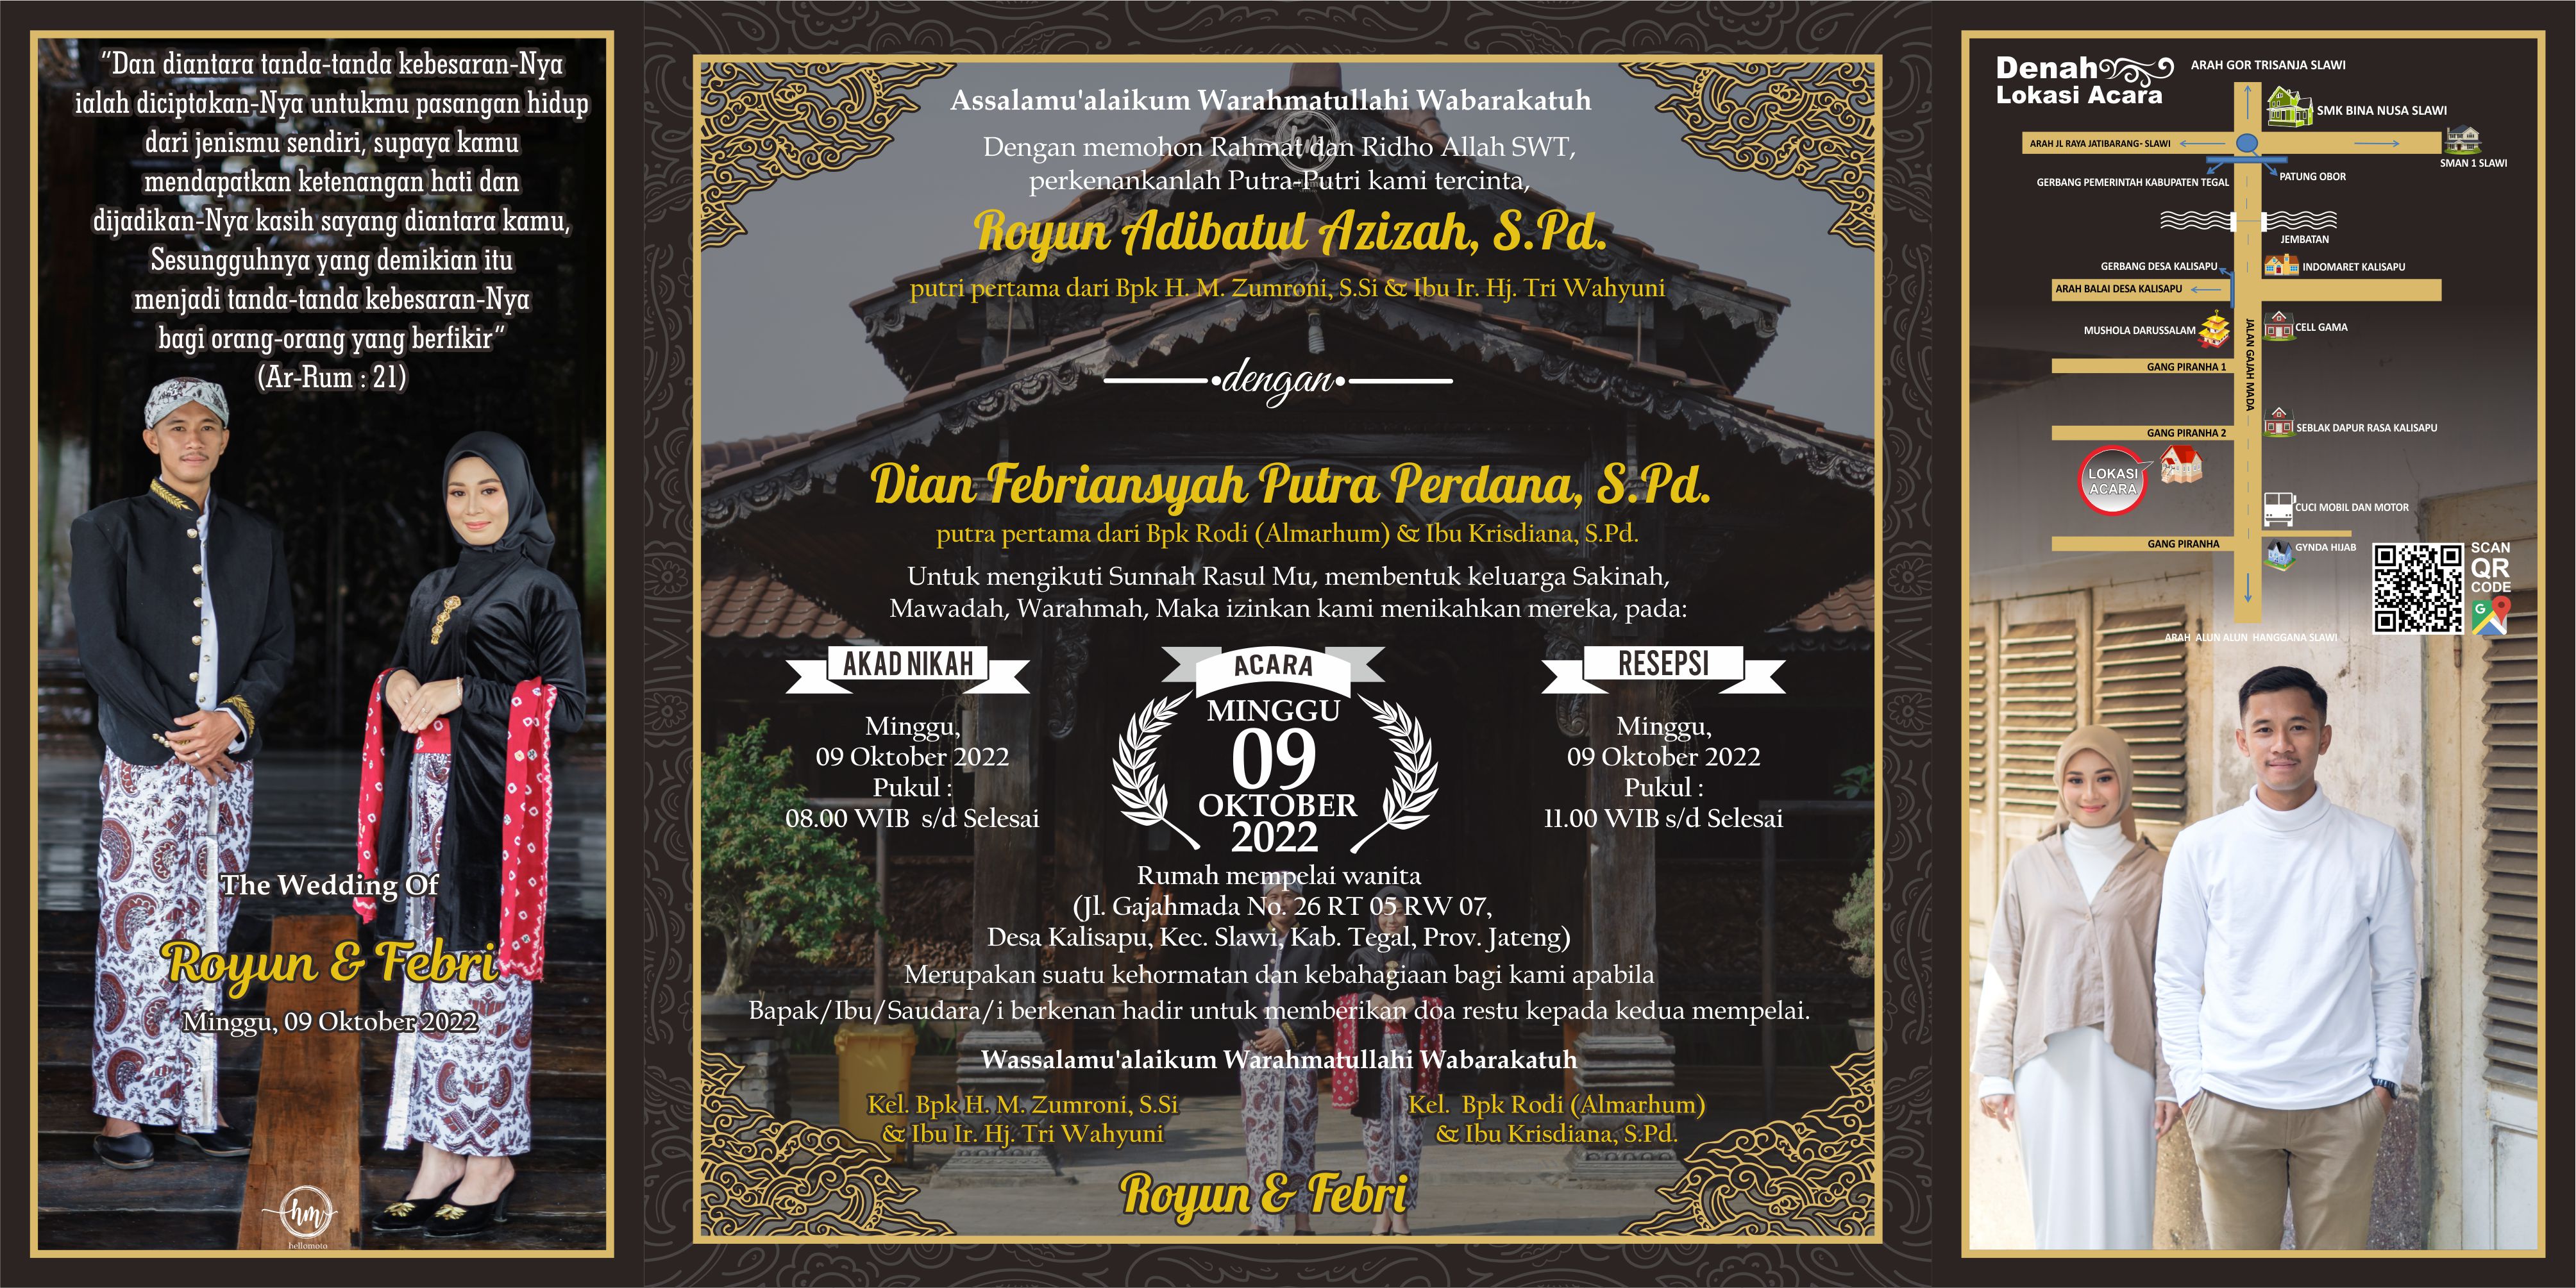 “Dan diantara tanda-tanda kebesaran-Nya
ialah diciptakan-Nya untukmu pasangan hidup
dari jenismu sendiri, supaya kamu
mendapatkan ketenangan hati dan
dijadikan-Nya kasih sayang diantara kamu,
Sesungguhnya yang demikian itu
menjadi tanda-tanda kebesaran-Nya
bagi orang-orang yang berfikir”
(Ar-Rum : 21)
The Wedding Of
Royun & Febri
Minggu, 09 Oktober 2022
hm
hellomoto
Assalamu'alaikum Warahmatullahi Wabarakatuh
Dengan memohon Rahmat dan Ridho Allah SWT,
perkenankanlah Putra-Putri kami tercinta,
Royun Adibatul Azizah, S.Pd.
putri pertama dari Bpk H. M. Zumroni, S.Si & Ibu Ir. Hj. Tri Wahyuni
dengan
Dian Febriansyah Putra Perdana, S.Pd.
putra pertama dari Bpk Rodi (Almarhum) & Ibu Krisdiana, S.Pd.
Untuk mengikuti Sunnah Rasul Mu, membentuk keluarga Sakinah,
Mawadah, Warahmah, Maka izinkan kami menikahkan mereka, pada:
AKAD NIKAH
Minggu,
09 Oktober 2022
Pukul :
08.00 WIB s/d Selesai
ACARA
MINGGU
09
OKTOBER
2022
RESEPSI
Minggu,
09 Oktober 2022
Pukul :
11.00 WIB s/d Selesai
Rumah mempelai wanita
(Jl. Gajahmada No. 26 RT 05 RW 07,
Desa Kalisapu, Kec. Slawi, Kab. Tegal, Prov. Jateng)
Merupakan suatu kehormatan dan kebahagiaan bagi kami apabila
Bapak/Ibu/Saudara/i berkenan hadir untuk memberikan doa restu kepada kedua mempelai.
Wassalamu'alaikum Warahmatullahi Wabarakatuh
Kel. Bpk H. M. Zumroni, S.Si
& Ibu Ir. Hj. Tri Wahyuni
Kel. Bpk Rodi (Almarhum)
& Ibu Krisdiana, S.Pd.
Royun & Febri
Denah
Lokasi Acara
ARAH GOR TRISANJA SLAWI
SMK BINA NUSA SLAWI
ARAH JL RAYA JATIBARANG- SLAWI
SMAN 1 SLAWI
GERBANG PEMERINTAH KABUPATEN TEGAL
PATUNG OBOR
JEMBATAN
GERBANG DESA KALISAPU
INDOMARET KALISAPU
ARAH BALAI DESA KALISAPU
MUSHOLA DARUSSALAM
CELL GAMA
JALAN GAJAH MADA
GANG PIRANHA 1
GANG PIRANHA 2
SEBLAK DAPUR RASA KALISAPU
LOKASI
ACARA
CUCI MOBIL DAN MOTOR
GANG PIRANHA
GYNDA HIJAB
SCAN
QR
CODE
G
ARAH ALUN ALUN HANGGANA SLAWI